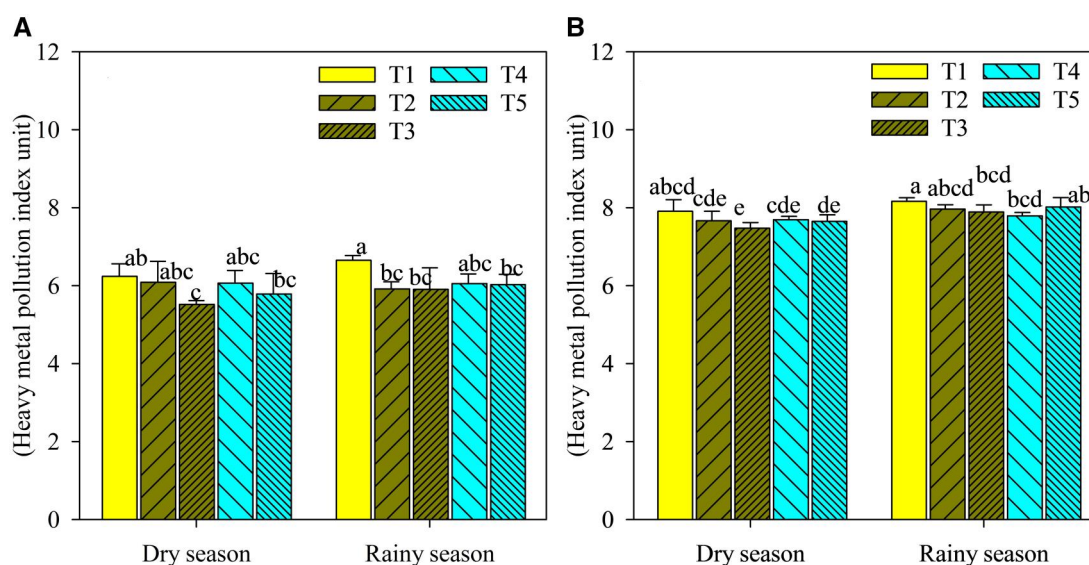 A
(Heavy metal pollution index unit)
12
10
8
6
4
2
0
T1 T4
T2 T5
T3
ab
abc
c
abc
bc
a
bc
bc
abc
bc
Dry season Rainy season
B
(Heavy metal pollution index unit)
12
10
8
6
4
2
0
T1 T4
T2 T5
T3
abcd
cde
e
cde
de
a
abcd
bcd
bcd
ab
Dry season Rainy season